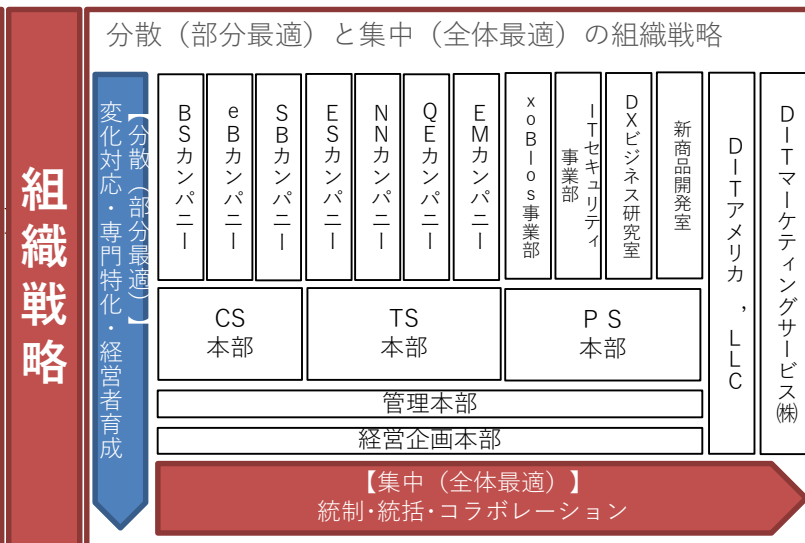 組織戦略
分散（部分最適）と集中（全体最適）の組織戦略
【分散（部分最適）】
変化対応・専門特化・経営者育成
BSカンパニー
eBカンパニー
SBカンパニー
ESカンパニー
NNカンパニー
QEカンパニー
EMカンパニー
xoBlos事業部
ITセキュリティ
事業部
DXビジネス研究室
新商品開発室
DITアメリカ，LLC
DITマーケティングサービス㈱
CS
本部
TS
本部
ＰＳ
本部
管理本部
経営企画本部
【集中（全体最適）】
統制･統括･コラボレーション